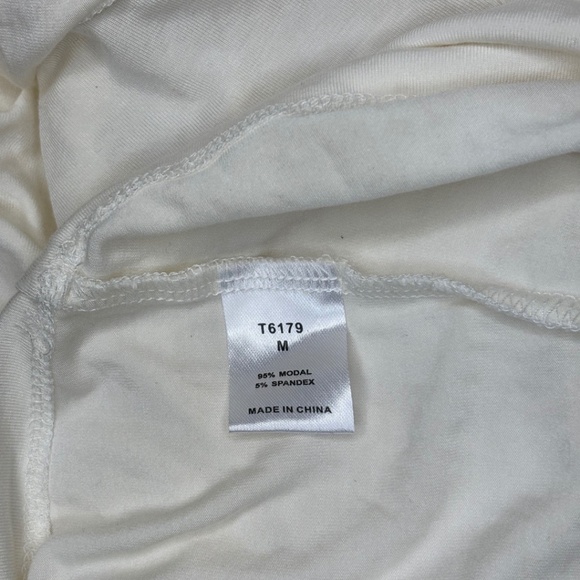 T6179
M
95% MODAL
5% SPANDEX
MADE IN CHINA